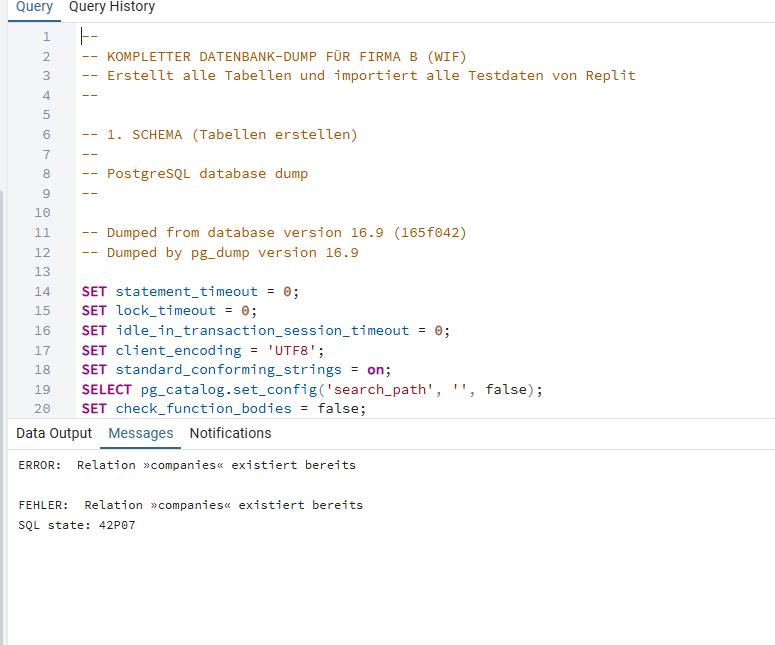 Query Query History
1 --
2 -- KOMPLETTER DATENBANK-DUMP FÜR FIRMA B (WIF)
3 -- Erstellt alle Tabellen und importiert alle Testdaten von Replit
4 --
5
6 -- 1. SCHEMA (Tabellen erstellen)
7 --
8 -- PostgreSQL database dump
9 --
10
11 -- Dumped from database version 16.9 (165f042)
12 -- Dumped by pg_dump version 16.9
13
14 SET statement_timeout = 0;
15 SET lock_timeout = 0;
16 SET idle_in_transaction_session_timeout = 0;
17 SET client_encoding = 'UTF8';
18 SET standard_conforming_strings = on;
19 SELECT pg_catalog.set_config('search_path', '', false);
20 SET check_function_bodies = false;
Data Output Messages Notifications
ERROR:  Relation »companies« existiert bereits
FEHLER:  Relation »companies« existiert bereits
SQL state: 42P07